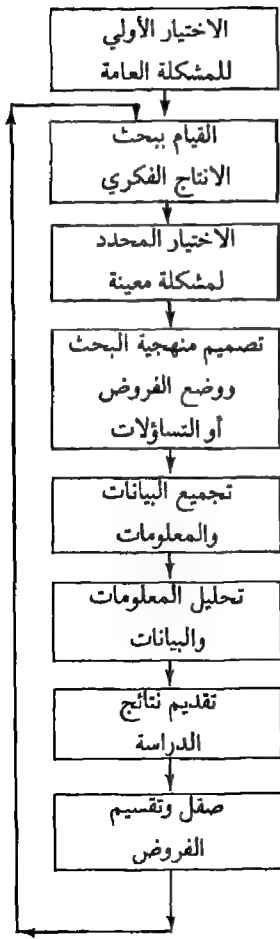 الاختيار الأولي
للمشكلة العامة
القيام ببحث
الانتاج الفكري
الاختيار المحدد
لمشكلة معينة
تصميم منهجية البحث
ووضع الفروض
أو التساؤلات
تجميع البيانات
والمعلومات
تحليل المعلومات
والبيانات
تقديم نتائج
الدراسة
صقل وتقسيم
الفروض